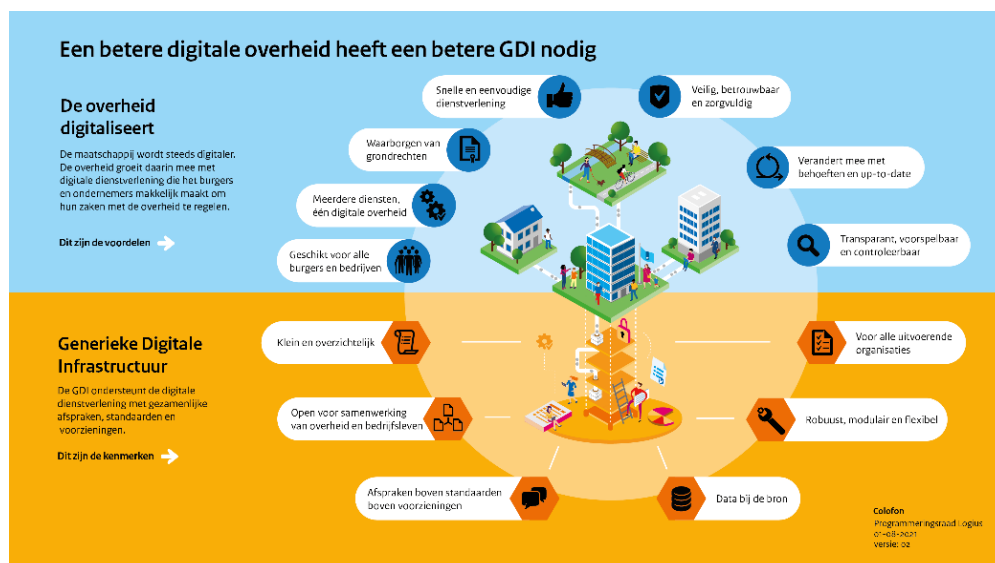 Een betere digitale overheid heeft een betere GDI nodig
De overheid
digitaliseert
De maatschappij wordt steeds digitaler.
De overheid groeit daarin mee met
digitale dienstverlening die het burgers
en ondernemers makkelijk maakt om
hun zaken met de overheid te regelen.
Dit zijn de voordelen
Snelle en eenvoudige
dienstverlening
Waarborgen van
grondrechten
Meerdere diensten,
één digitale overheid
Geschikt voor alle
burgers en bedrijven
Veilig, betrouwbaar
en zorgvuldig
Verandert mee met
behoeften en up-to-date
Transparant, voorspelbaar
en controleerbaar
Generieke Digitale
Infrastructuur
De GDI ondersteunt de digitale
dienstverlening met gezamenlijke
afspraken, standaarden en
voorzieningen.
Dit zijn de kenmerken
Klein en overzichtelijk
Open voor samenwerking
van overheid en bedrijfsleven
Afspraken boven standaarden
boven voorzieningen
Voor alle uitvoerende
organisaties
Robuust, modulair en flexibel
Data bij de bron
Colofon
Programmeringsraad Logius
01-08-2021
versie: 02